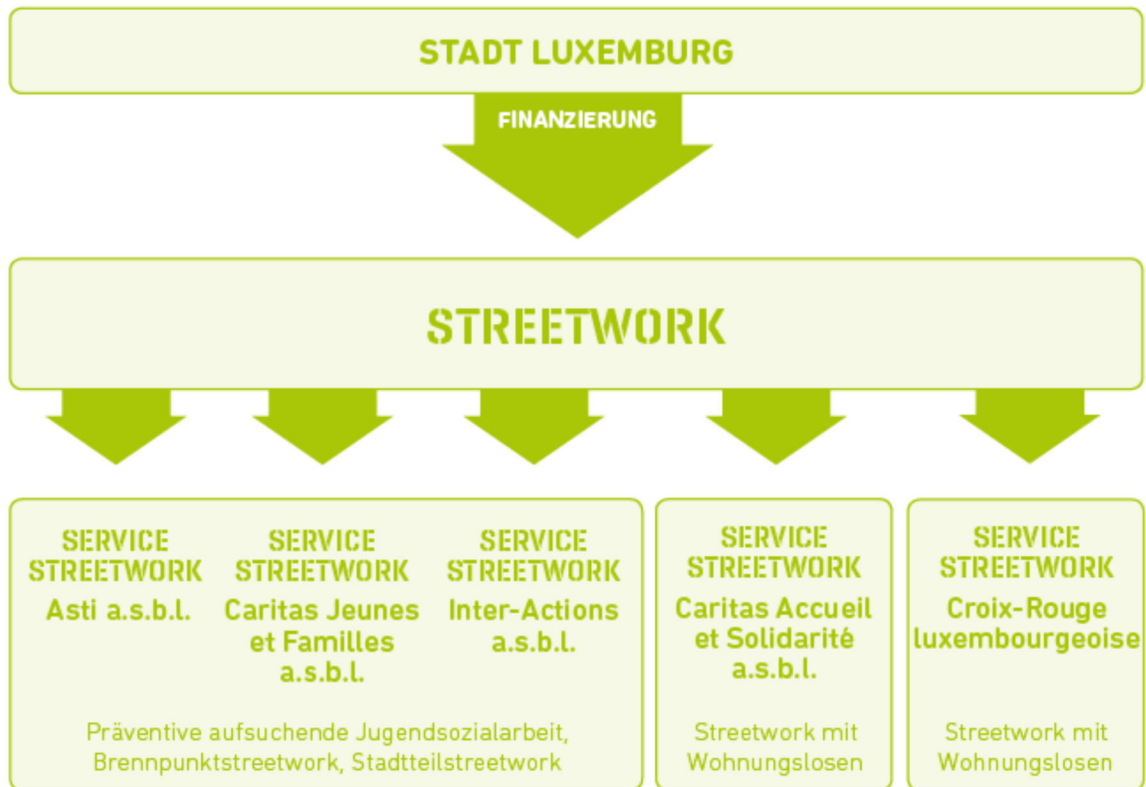 STADT LUXEMBURG
FINANZIERUNG
STREETWORK
SERVICE
STREETWORK
Asti a.s.b.l.
SERVICE
STREETWORK
Caritas Jeunes
et Familles
a.s.b.l.
SERVICE
STREETWORK
Inter-Actions
a.s.b.l.
Präventive aufsuchende Jugendsozialarbeit,
Brennpunktstreetwork, Stadtteilstreetwork
SERVICE
STREETWORK
Caritas Accueil
et Solidarité
a.s.b.l.
Streetwork mit
Wohnungslosen
SERVICE
STREETWORK
Croix-Rouge
luxembourgeoise
Streetwork mit
Wohnungslosen